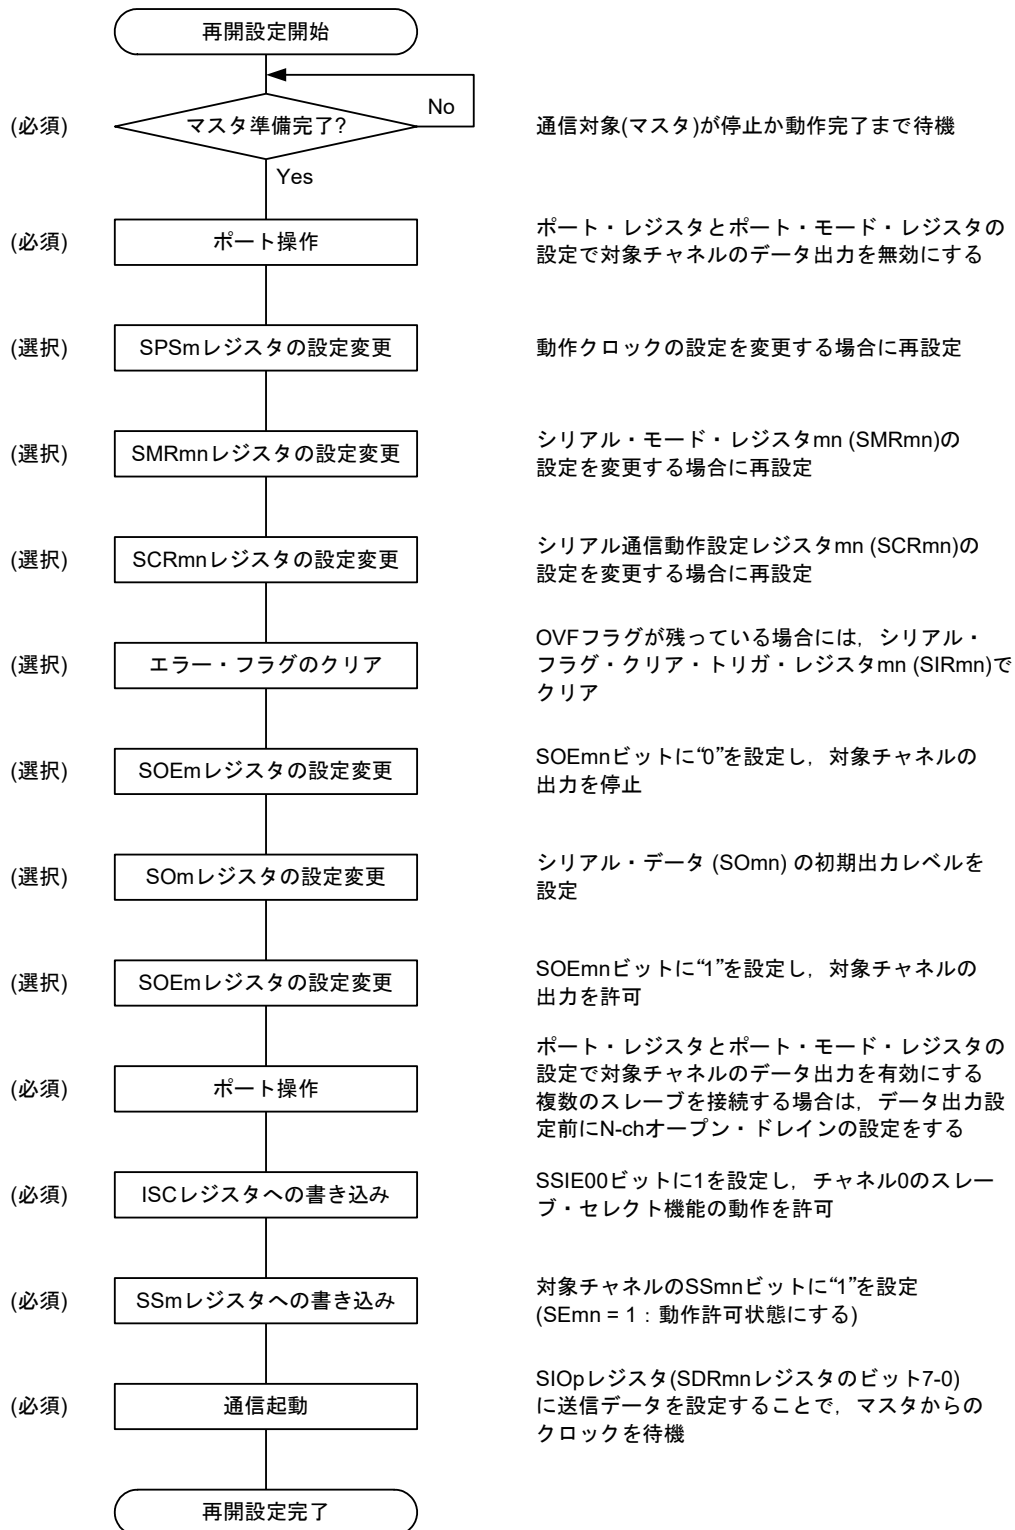 再開設定開始
No
(必須)
マスタ準備完了?
通信対象(マスタ)が停止か動作完了まで待機
Yes
(必須)
ポート操作
ポート・レジスタとポート・モード・レジスタの
設定で対象チャネルのデータ出力を無効にする
(選択)
SPSmレジスタの設定変更
動作クロックの設定を変更する場合に再設定
(選択)
SMRmnレジスタの設定変更
シリアル・モード・レジスタmn (SMRmn)の
設定を変更する場合に再設定
(選択)
SCRmnレジスタの設定変更
シリアル通信動作設定レジスタmn (SCRmn)の
設定を変更する場合に再設定
(選択)
エラー・フラグのクリア
OVFフラグが残っている場合には，シリアル・
フラグ・クリア・トリガ・レジスタmn (SIRmn)で
クリア
(選択)
SOEmレジスタの設定変更
SOEmnビットに“0”を設定し，対象チャネルの
出力を停止
(選択)
SOmレジスタの設定変更
シリアル・データ (SOmn) の初期出力レベルを
設定
(選択)
SOEmレジスタの設定変更
SOEmnビットに“1”を設定し，対象チャネルの
出力を許可
(必須)
ポート操作
ポート・レジスタとポート・モード・レジスタの
設定で対象チャネルのデータ出力を有効にする
複数のスレーブを接続する場合は，データ出力設
定前にN-chオープン・ドレインの設定をする
(必須)
ISCレジスタへの書き込み
SSIE00ビットに1を設定し，チャネル0のスレー
ブ・セレクト機能の動作を許可
(必須)
SSmレジスタへの書き込み
対象チャネルのSSmnビットに“1”を設定
(SEmn = 1：動作許可状態にする)
(必須)
通信起動
SIOpレジスタ(SDRmnレジスタのビット7-0)
に送信データを設定することで，マスタからの
クロックを待機
再開設定完了